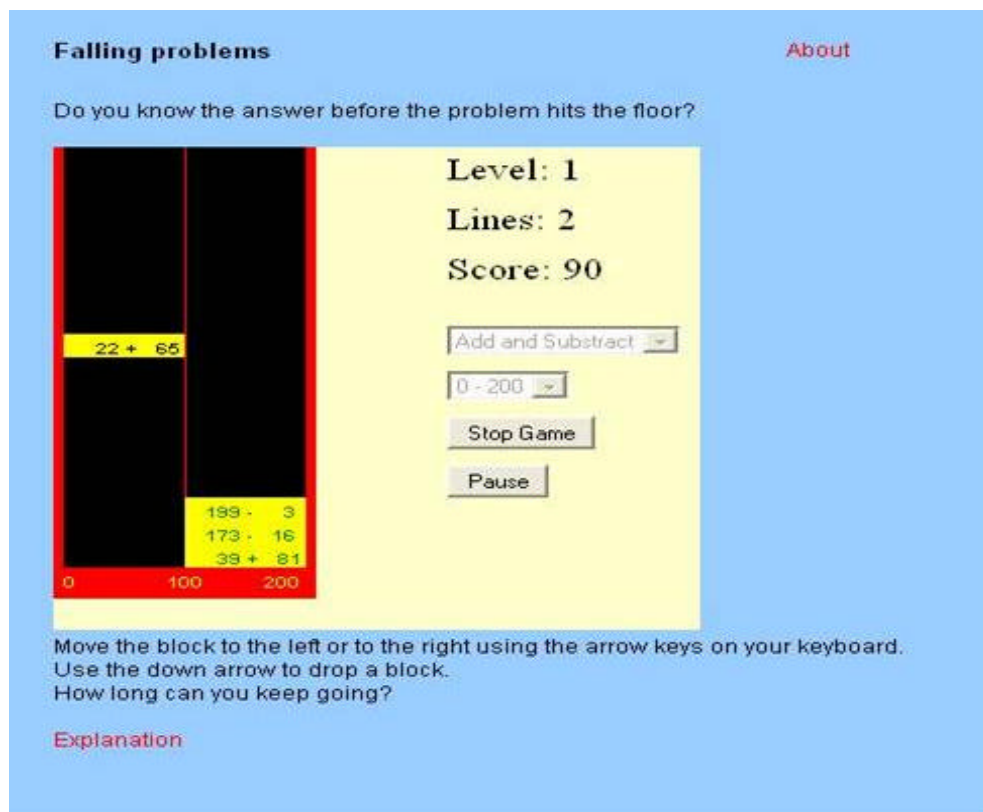 Falling problems
About
Do you know the answer before the problem hits the floor?
Level: 1
Lines: 2
Score: 90
22 + 65
Add and Substract
0 - 200
Stop Game
Pause
199 - 3
173 - 16
39 + 81
0 100 200
Move the block to the left or to the right using the arrow keys on your keyboard.
Use the down arrow to drop a block.
How long can you keep going?
Explanation